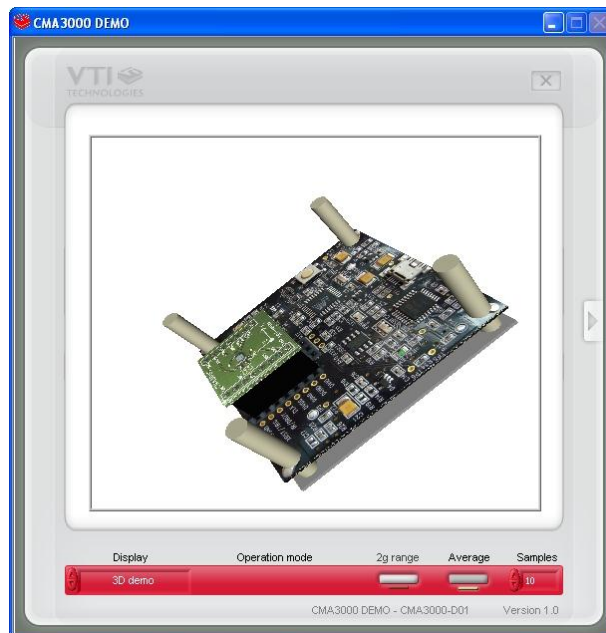 CMA3000 DEMO
VTI
TECHNOLOGIES
Display Operation mode 2g range Average Samples
3D demo 10
CMA3000 DEMO - CMA3000-D01 Version 1.0